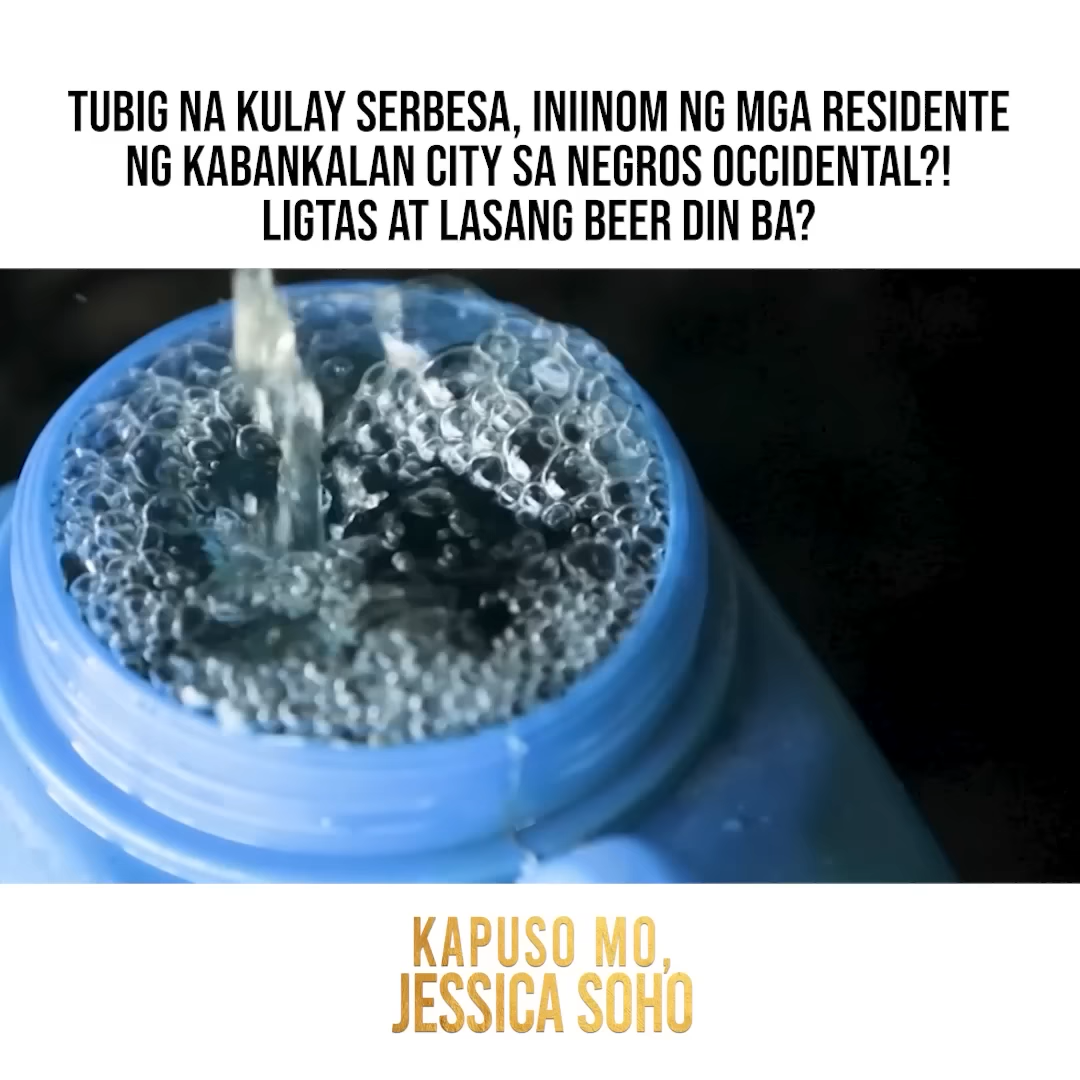 TUBIG NA KULAY SERBESA, INIINOM NG MGA RESIDENTE
NG KABANKALAN CITY SA NEGROS OCCIDENTAL?!
LIGTAS AT LASANG BEER DIN BA?
KAPUSO MO,
JESSICA SOHO